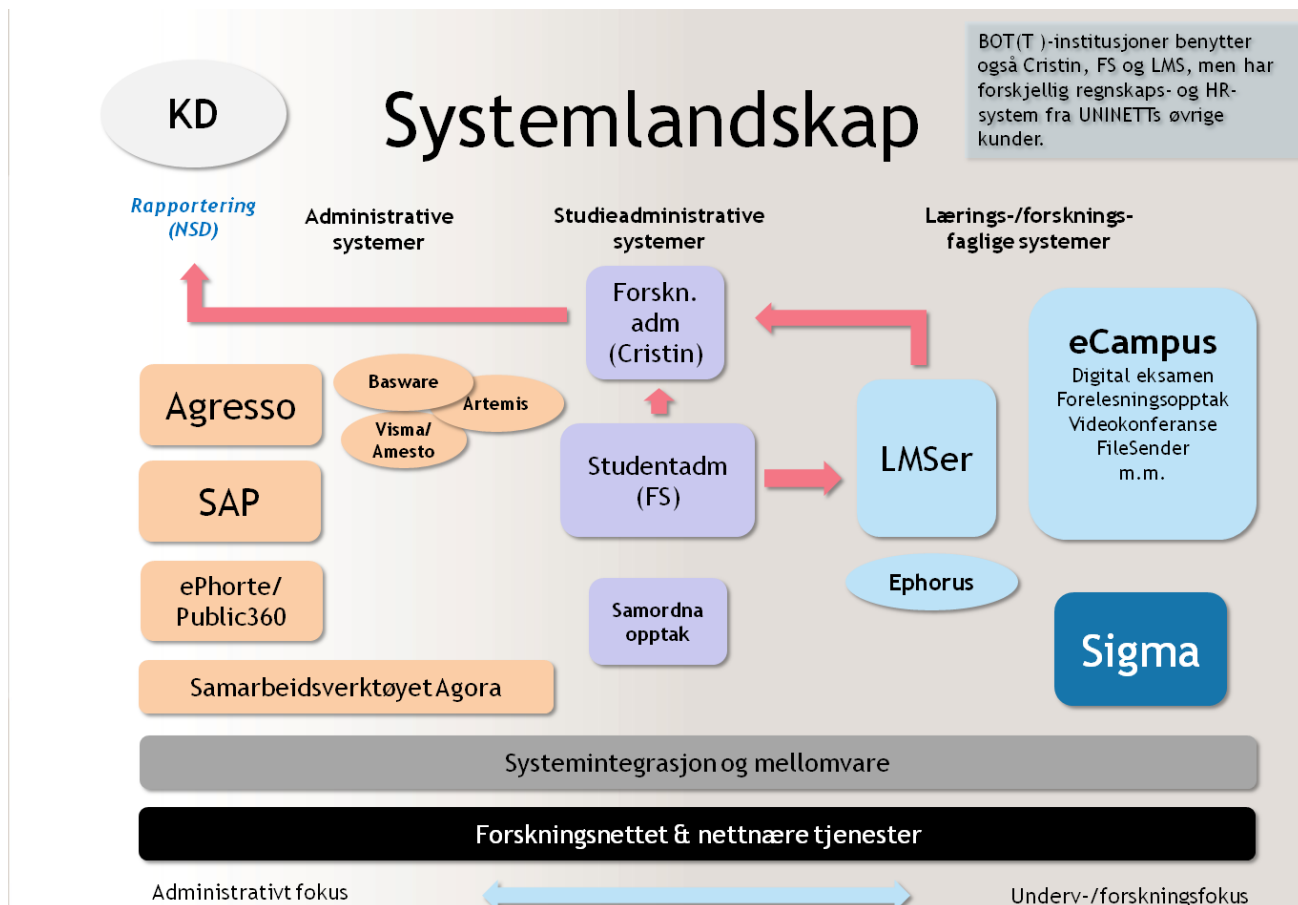 KD
Systemlandskap
BOT(T )-institusjoner benytter
også Cristin, FS og LMS, men har
forskjellig regnskaps- og HR-
system fra UNINETTs øvrige
kunder.
Rapportering
(NSD)
Administrative
systemer
Studieadministrative
systemer
Lærings-/forsknings-
faglige systemer
Forskn.
adm
(Cristin)
eCampus
Digital eksamen
Forelesningsopptak
Videokonferanse
FileSender
m.m.
Agresso
Basware
Artemis
Visma/
Amesto
Studentadm
(FS)
LMSer
SAP
ePhorte/
Public360
Samordna
opptak
Ephorus
Sigma
Samarbeidsverktøyet Agora
Systemintegrasjon og mellomvare
Forskningsnettet & nettnære tjenester
Administrativt fokus
Underv-/forskningsfokus